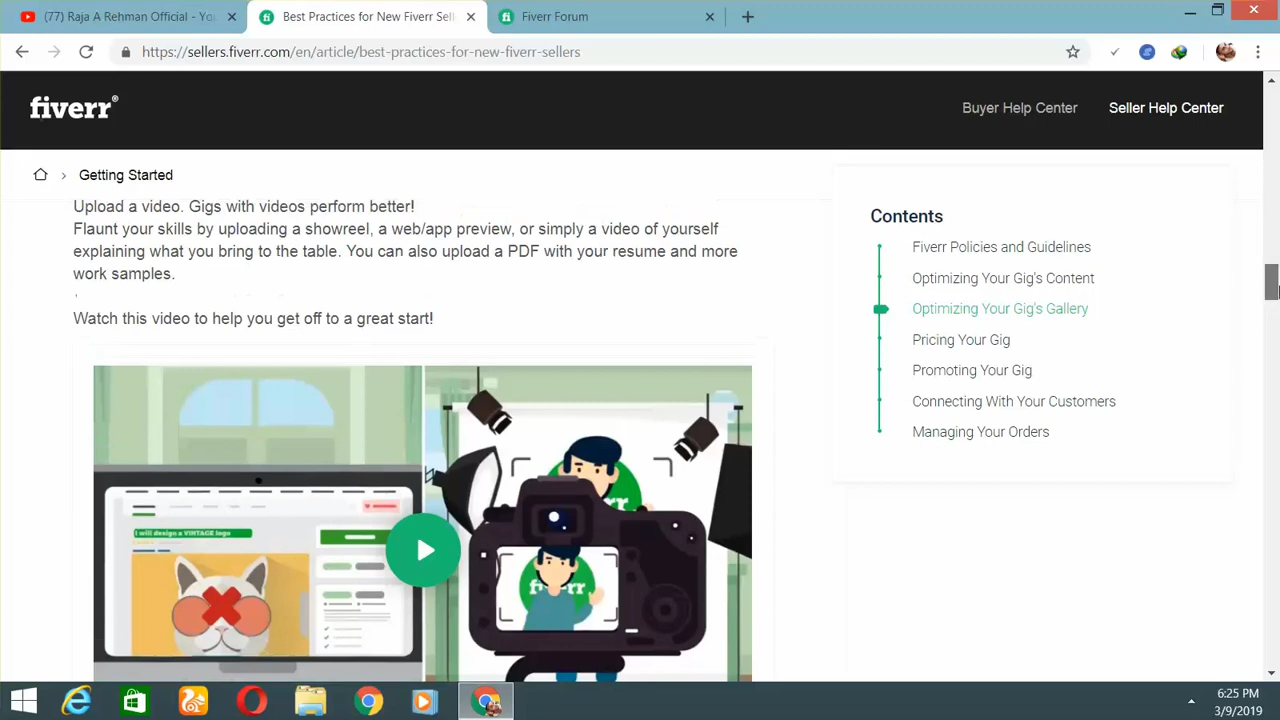 (77) Raja A Rehman Official - Yo
Best Practices for New Fiverr Sell
Fiverr Forum
https://sellers.fiverr.com/en/article/best-practices-for-new-fiverr-sellers
fiverr®
Buyer Help Center
Seller Help Center
Getting Started
Upload a video. Gigs with videos perform better!
Flaunt your skills by uploading a showreel, a web/app preview, or simply a video of yourself
explaining what you bring to the table. You can also upload a PDF with your resume and more
work samples.
Watch this video to help you get off to a great start!
Contents
Fiverr Policies and Guidelines
Optimizing Your Gig's Content
Optimizing Your Gig's Gallery
Pricing Your Gig
Promoting Your Gig
Connecting With Your Customers
Managing Your Orders
I will design a VINTAGE logo
fiverr
6:25 PM
3/9/2019